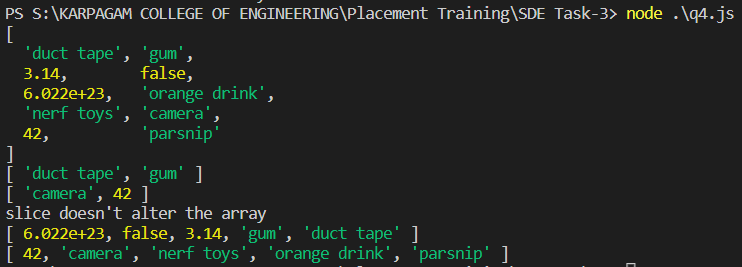 PS S:\KARPAGAM COLLEGE OF ENGINEERING\Placement Training\SDE Task-3> node .\q4.js
[
  'duct tape', 'gum',
  3.14,        false,
  6.022e+23,   'orange drink',
  'nerf toys', 'camera',
  42,          'parsnip'
]
[ 'duct tape', 'gum' ]
[ 'camera', 42 ]
slice doesn't alter the array
[ 6.022e+23, false, 3.14, 'gum', 'duct tape' ]
[ 42, 'camera', 'nerf toys', 'orange drink', 'parsnip' ]